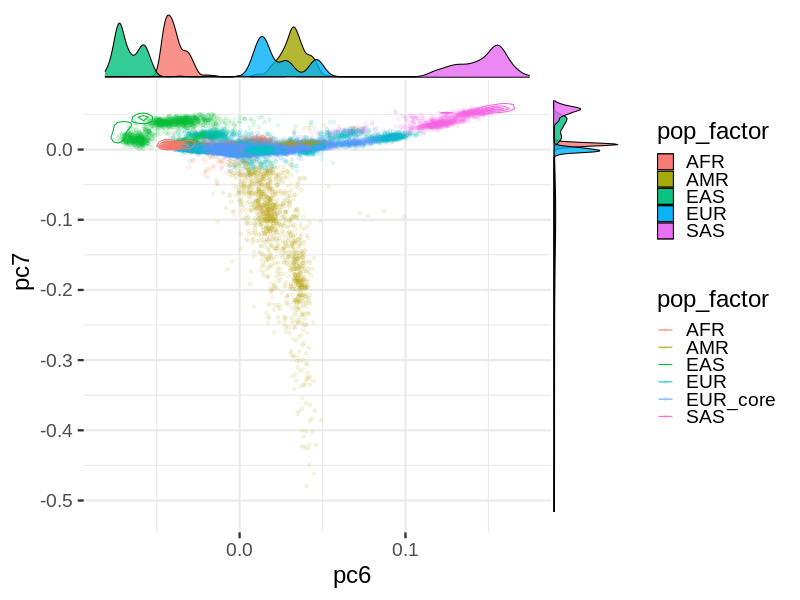 pop_factor
AFR
AMR
EAS
EUR
SAS
pop_factor
AFR
AMR
EAS
EUR
EUR_core
SAS
0.0
-0.1
-0.2
-0.3
-0.4
-0.5
pc7
0.0 0.1
pc6